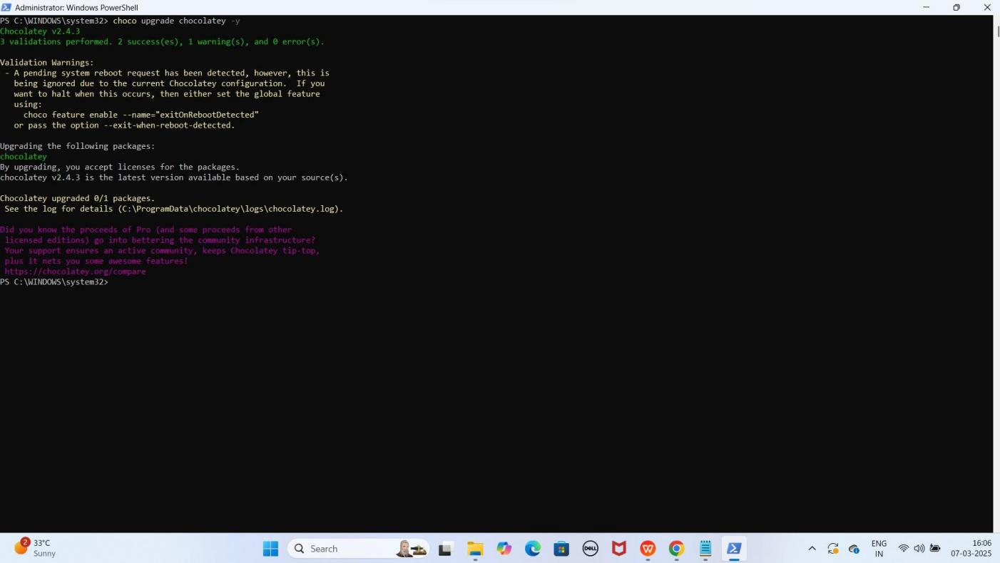 Administrator: Windows PowerShell
PS C:\WINDOWS\system32> choco upgrade chocolatey -y
Chocolatey v2.4.3
3 validations performed. 2 success(es), 1 warning(s), and 0 error(s).
Validation Warnings:
- A pending system reboot request has been detected, however, this is
being ignored due to the current Chocolatey configuration.  If you
want to halt when this occurs, then either set the global feature
using:
choco feature enable --name="exitOnRebootDetected"
or pass the option --exit-when-reboot-detected.
Upgrading the following packages:
chocolatey
By upgrading, you accept licenses for the packages.
chocolatey v2.4.3 is the latest version available based on your source(s).
Chocolatey upgraded 0/1 packages.
See the log for details (C:\ProgramData\chocolatey\logs\chocolatey.log).
Did you know the proceeds of Pro (and some proceeds from other
licensed editions) go into bettering the community infrastructure?
Your support ensures an active community, keeps Chocolatey tip-top,
plus it nets you some awesome features!
https://chocolatey.org/compare
PS C:\WINDOWS\system32>
2
33°C
Sunny
Search
DELL
W
ENG
IN
16:06
07-03-2025